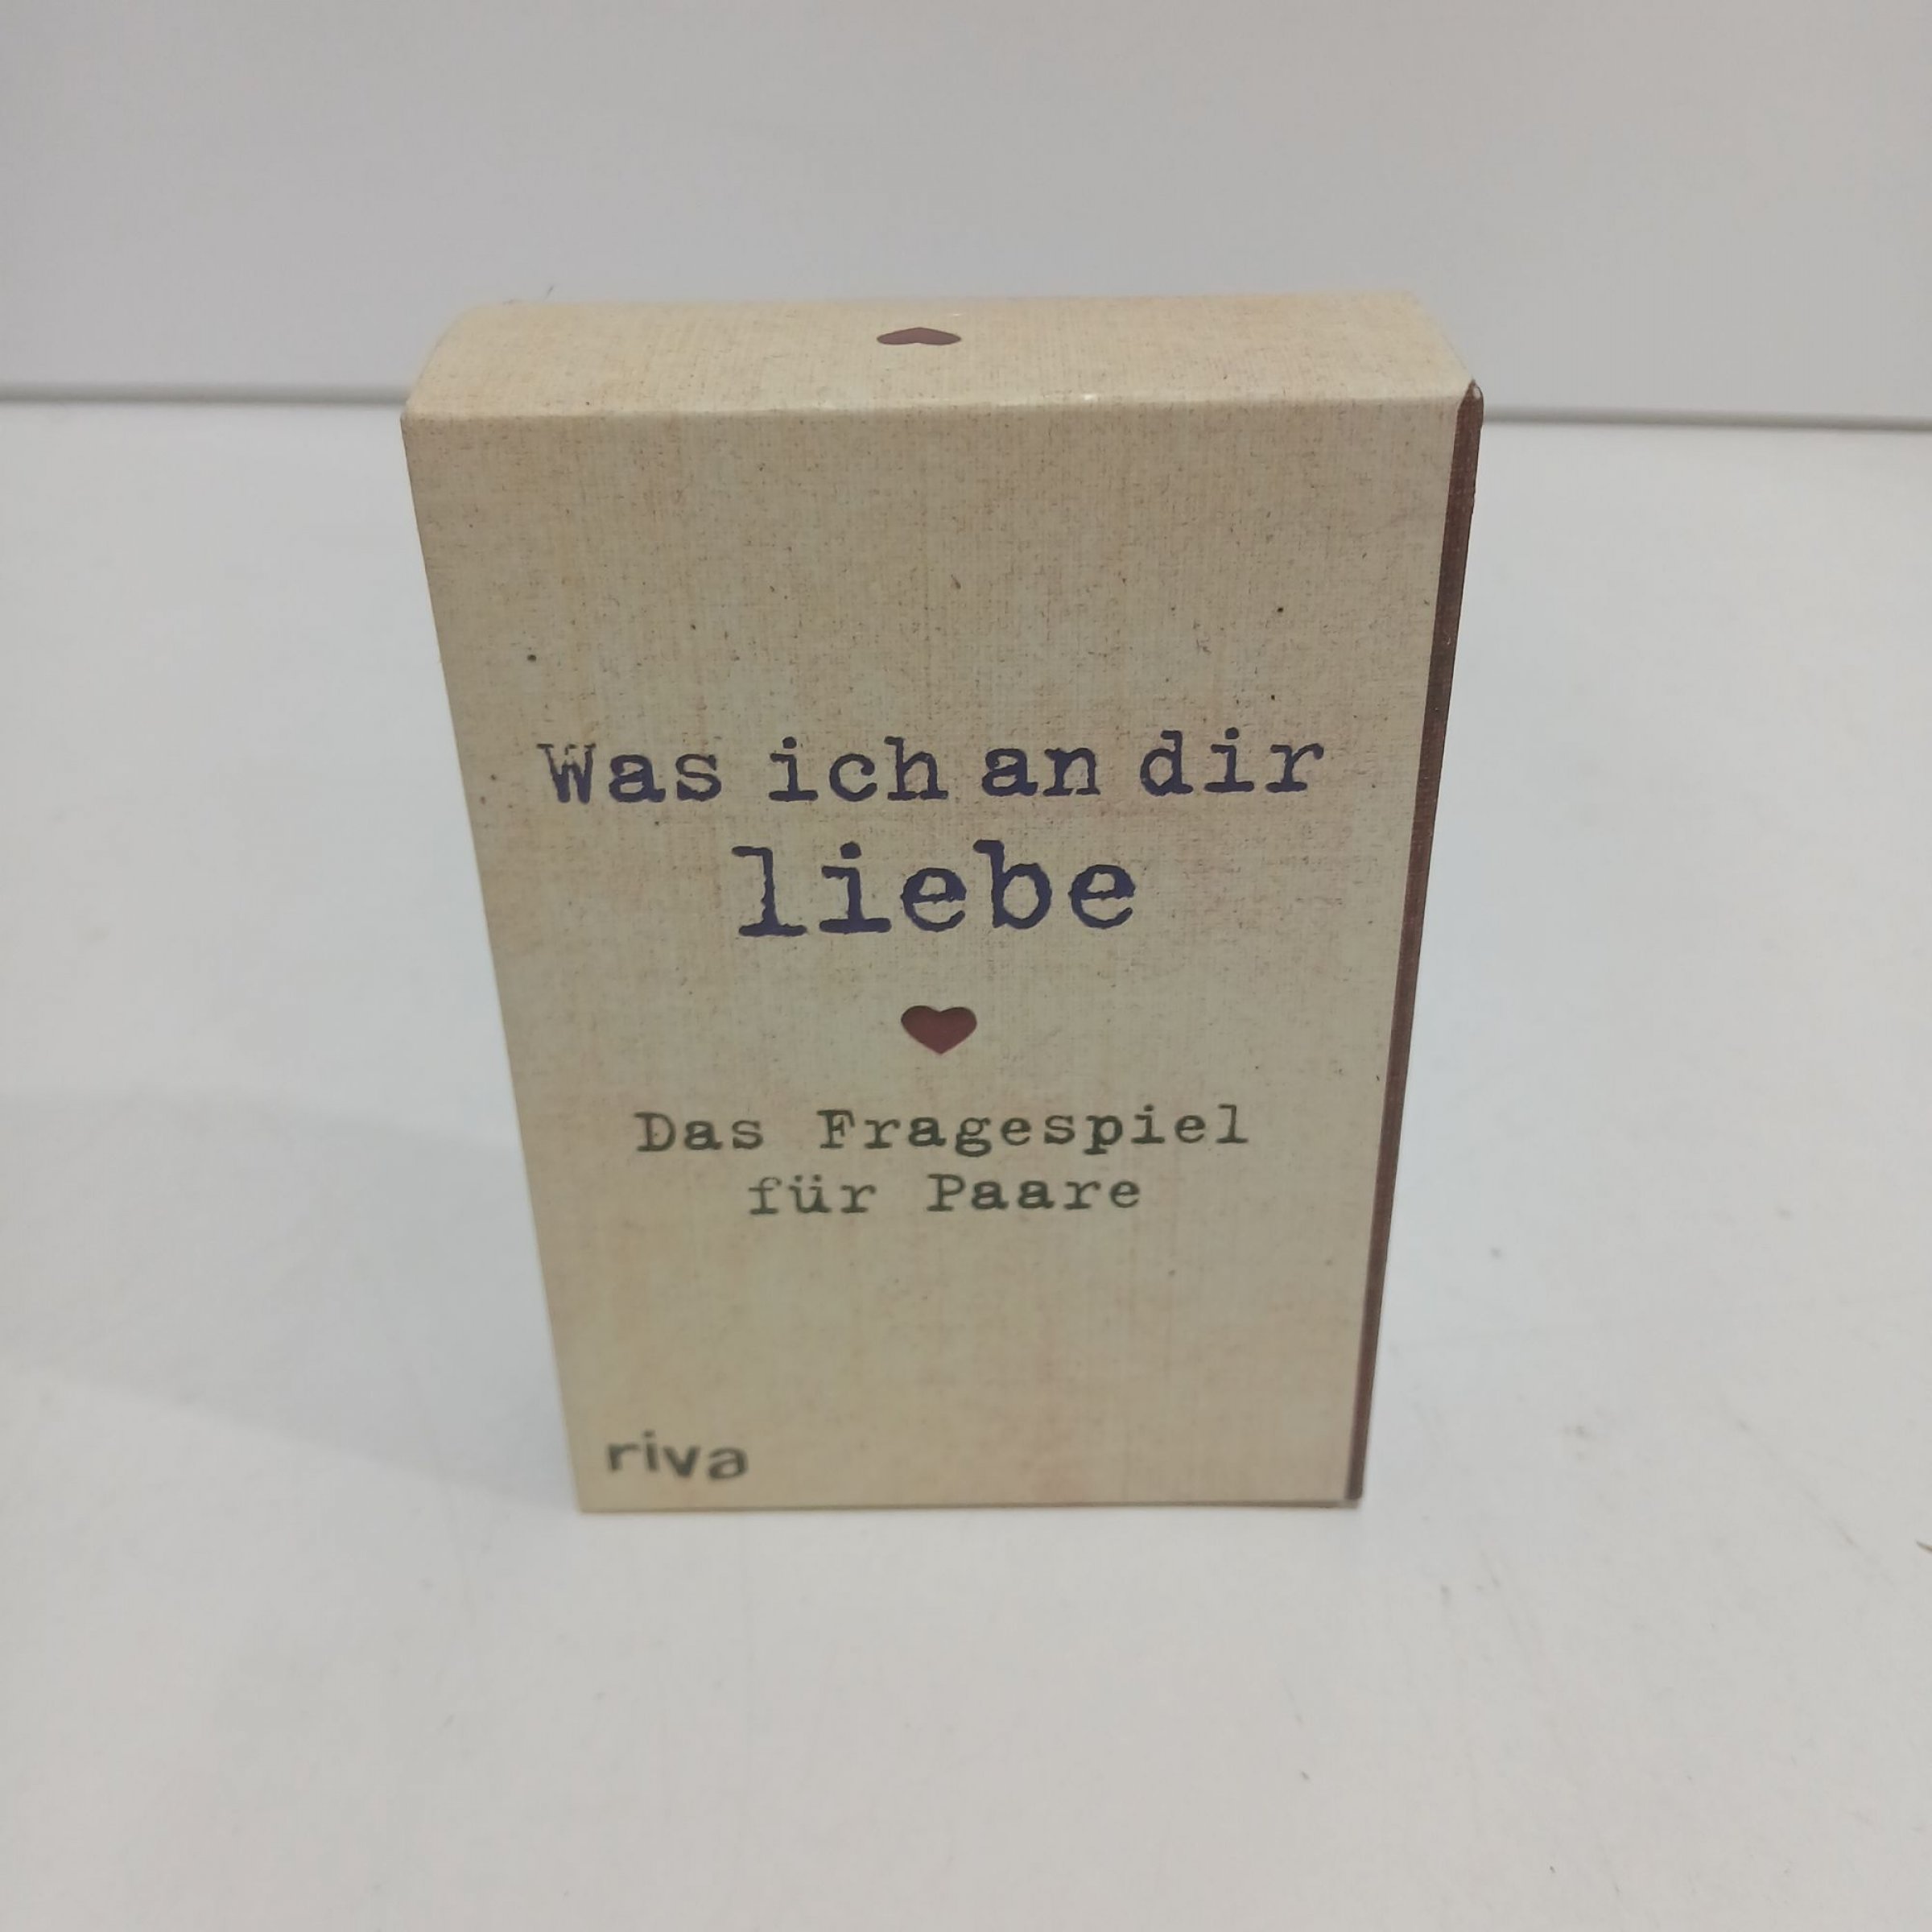 Was ich an dir
liebe
Das Fragespiel
für Paare
riva